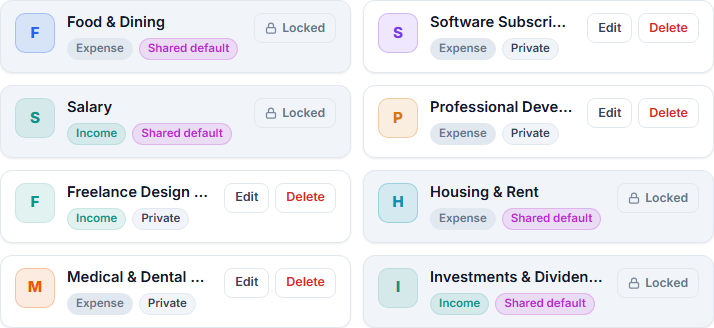 F
Food & Dining
Expense
Shared default
Locked
S
Software Subscri...
Expense
Private
Edit
Delete
S
Salary
Income
Shared default
Locked
P
Professional Deve...
Expense
Private
Edit
Delete
F
Freelance Design ...
Income
Private
Edit
Delete
H
Housing & Rent
Expense
Shared default
Locked
M
Medical & Dental ...
Expense
Private
Edit
Delete
I
Investments & Dividen...
Income
Shared default
Locked